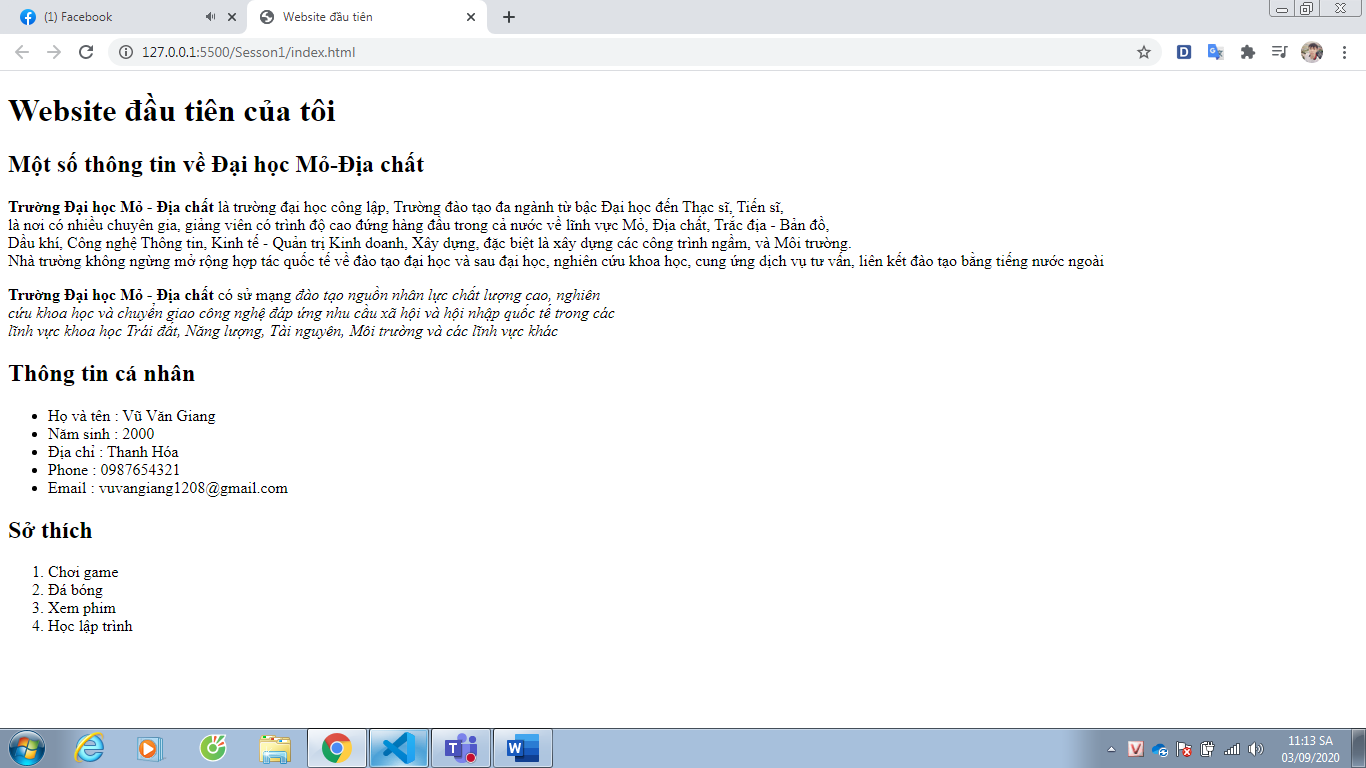 (1) Facebook
Website đầu tiên
127.0.0.1:5500/Sesson1/index.html
Website đầu tiên của tôi
Một số thông tin về Đại học Mỏ-Địa chất
Trường Đại học Mỏ - Địa chất là trường đại học công lập, Trường đào tạo đa ngành từ bậc Đại học đến Thạc sĩ, Tiến sĩ,
là nơi có nhiều chuyên gia, giảng viên có trình độ cao đứng hàng đầu trong cả nước về lĩnh vực Mỏ, Địa chất, Trắc địa - Bản đồ,
Dầu khí, Công nghệ Thông tin, Kinh tế - Quản trị Kinh doanh, Xây dựng, đặc biệt là xây dựng các công trình ngầm, và Môi trường.
Nhà trường không ngừng mở rộng hợp tác quốc tế về đào tạo đại học và sau đại học, nghiên cứu khoa học, cung ứng dịch vụ tư vấn, liên kết đào tạo bằng tiếng nước ngoài
Trường Đại học Mỏ - Địa chất có sử mạng đào tạo nguồn nhân lực chất lượng cao, nghiên
cứu khoa học và chuyển giao công nghệ đáp ứng nhu cầu xã hội và hội nhập quốc tế trong các
lĩnh vực khoa học Trái đất, Năng lượng, Tài nguyên, Môi trường và các lĩnh vực khác
Thông tin cá nhân
Họ và tên : Vũ Văn Giang
Năm sinh : 2000
Địa chỉ : Thanh Hóa
Phone : 0987654321
Email : vuvangiang1208@gmail.com
Sở thích
1. Chơi game
2. Đá bóng
3. Xem phim
4. Học lập trình
11:13 SA
03/09/2020